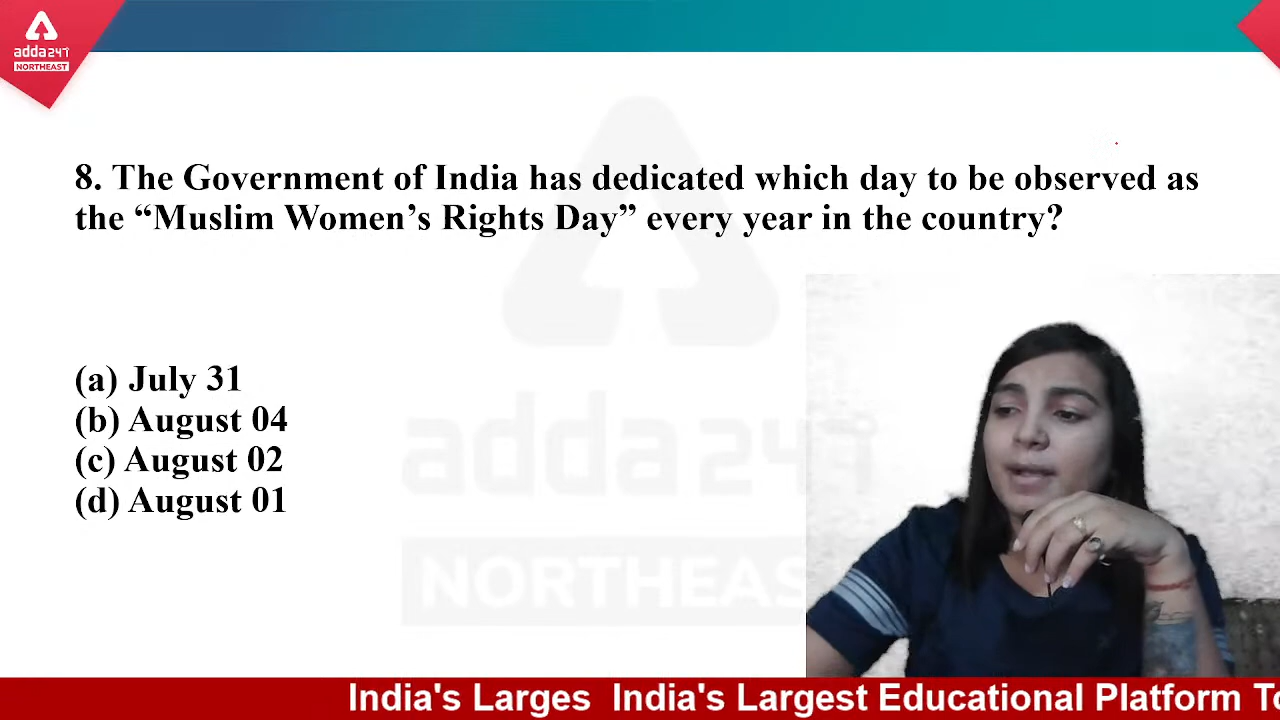 adda247
NORTHEAST
8. The Government of India has dedicated which day to be observed as
the “Muslim Women’s Rights Day” every year in the country?
(a) July 31
(b) August 04
(c) August 02
(d) August 01
adda247
NORTHEAS
India's Larges India's Largest Educational Platform To